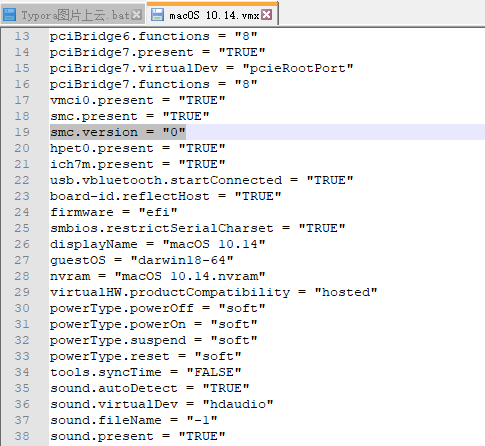 Typora图片上云.bat macOS 10.14.vmx
13 pciBridge6.functions = "8"
14 pciBridge7.present = "TRUE"
15 pciBridge7.virtualDev = "pcieRootPort"
16 pciBridge7.functions = "8"
17 vmci0.present = "TRUE"
18 smc.present = "TRUE"
19 smc.version = "0"
20 hpet0.present = "TRUE"
21 ich7m.present = "TRUE"
22 usb.vbluetooth.startConnected = "TRUE"
23 board-id.reflectHost = "TRUE"
24 firmware = "efi"
25 smbios.restrictSerialCharset = "TRUE"
26 displayName = "macOS 10.14"
27 guestOS = "darwin18-64"
28 nvram = "macOS 10.14.nvram"
29 virtualHW.productCompatibility = "hosted"
30 powerType.powerOff = "soft"
31 powerType.powerOn = "soft"
32 powerType.suspend = "soft"
33 powerType.reset = "soft"
34 tools.syncTime = "FALSE"
35 sound.autoDetect = "TRUE"
36 sound.virtualDev = "hdaudio"
37 sound.fileName = "-1"
38 sound.present = "TRUE"